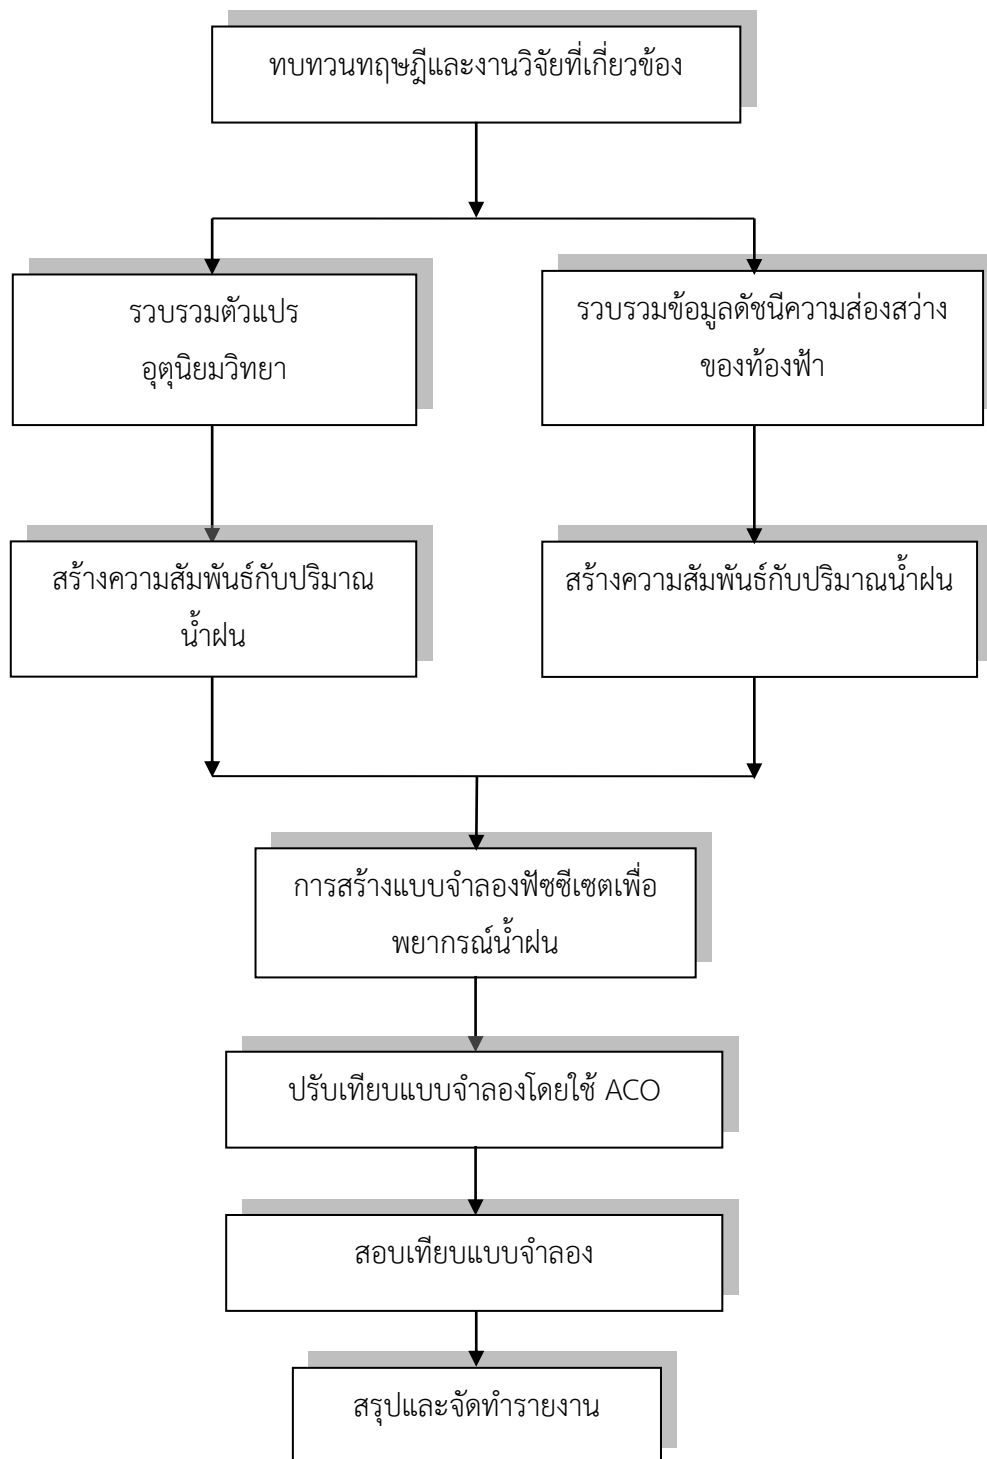 ทบทวนทฤษฎีและงานวิจัยที่เกี่ยวข้อง
รวบรวมตัวแปร
อุตุนิยมวิทยา
รวบรวมข้อมูลดัชนีความส่องสว่าง
ของท้องฟ้า
สร้างความสัมพันธ์กับปริมาณ
น้ำฝน
สร้างความสัมพันธ์กับปริมาณน้ำฝน
การสร้างแบบจำลองฟัซซีเซตเพื่อ
พยากรณ์น้ำฝน
ปรับเทียบแบบจำลองโดยใช้ ACO
สอบเทียบแบบจำลอง
สรุปและจัดทำรายงาน